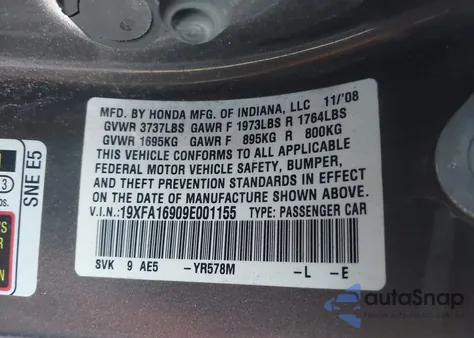 MFD. BY HONDA MFG. OF INDIANA, LLC 11/'08
GVWR 3737LBS GAWR F 1973LBS R 1764LBS
GVWR 1695KG GAWR F 895KG R 800KG
THIS VEHICLE CONFORMS TO ALL APPLICABLE
FEDERAL MOTOR VEHICLE SAFETY, BUMPER,
AND THEFT PREVENTION STANDARDS IN EFFECT
ON THE DATE OF MANUFACTURE SHOWN ABOVE.
V.I.N.:19XFA16909E001155 TYPE: PASSENGER CAR
SVK 9 AE5 –YR578M –L –E
SNE E5
3
os.
'S
R
autoSnap